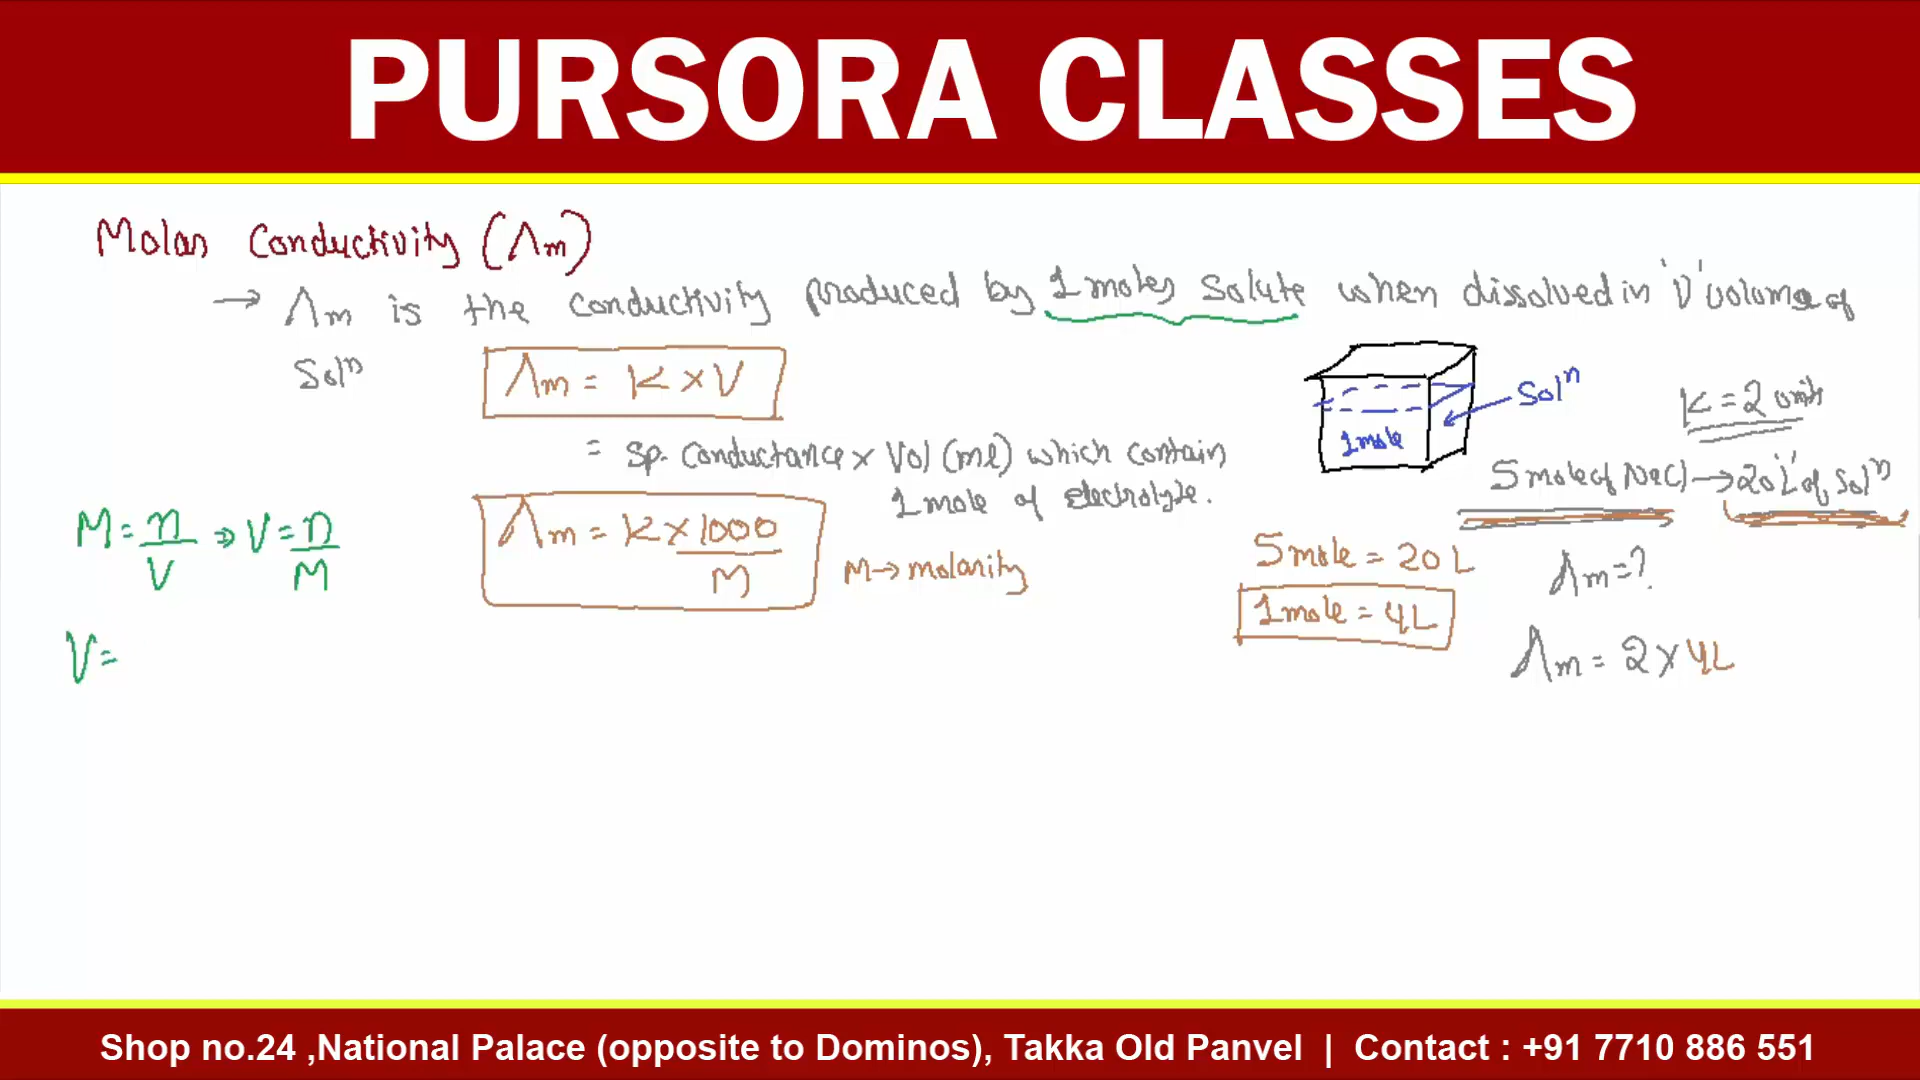 PURSORA CLASSES
Molar Conductivity (Λm)
→ Λm is the conductivity produced by 1 moles solute when dissolved in 'V' volume of
Solⁿ
Λm = K × V
= Sp. Conductance × Vol (ml) which contain
1 mole of electrolyte.
Λm = K × 1000
M
M → molarity
M = n/V ⇒ V = n/M
V =
Solⁿ
1 mole
K = 2 units
5 mole of NaCl → 20 'L' of Solⁿ
5 mole = 20 L
1 mole = 4L
Λm = ?
Λm = 2 × 4L
Shop no.24 ,National Palace (opposite to Dominos), Takka Old Panvel | Contact : +91 7710 886 551